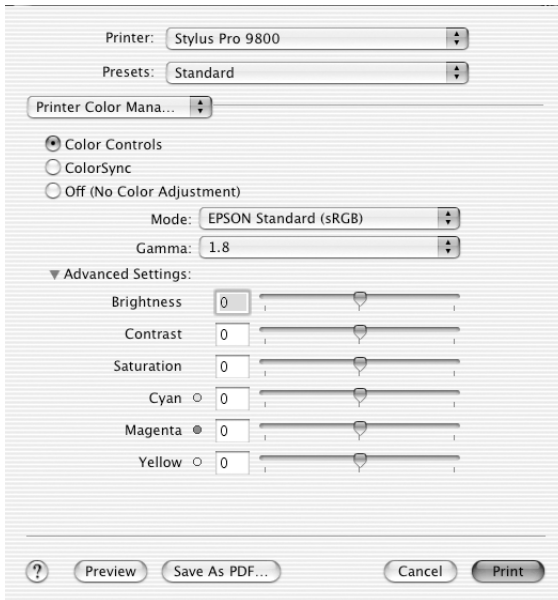 Printer: Stylus Pro 9800
Presets: Standard
Printer Color Mana...
Color Controls
ColorSync
Off (No Color Adjustment)
Mode: EPSON Standard (sRGB)
Gamma: 1.8
Advanced Settings:
Brightness 0
Contrast 0
Saturation 0
Cyan 0
Magenta 0
Yellow 0
? Preview Save As PDF... Cancel Print